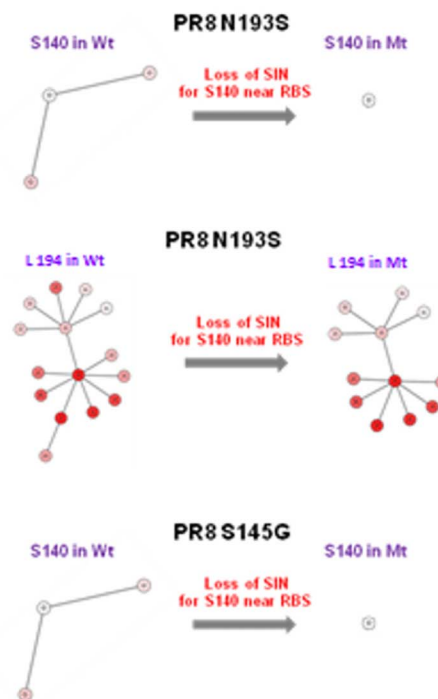 PR8 N193S
S140 in Wt
S140 in Mt
Loss of SIN
for S140 near RBS
PR8 N193S
L194 in Wt
L194 in Mt
Loss of SIN
for S140 near RBS
PR8 S145G
S140 in Wt
S140 in Mt
Loss of SIN
for S140 near RBS